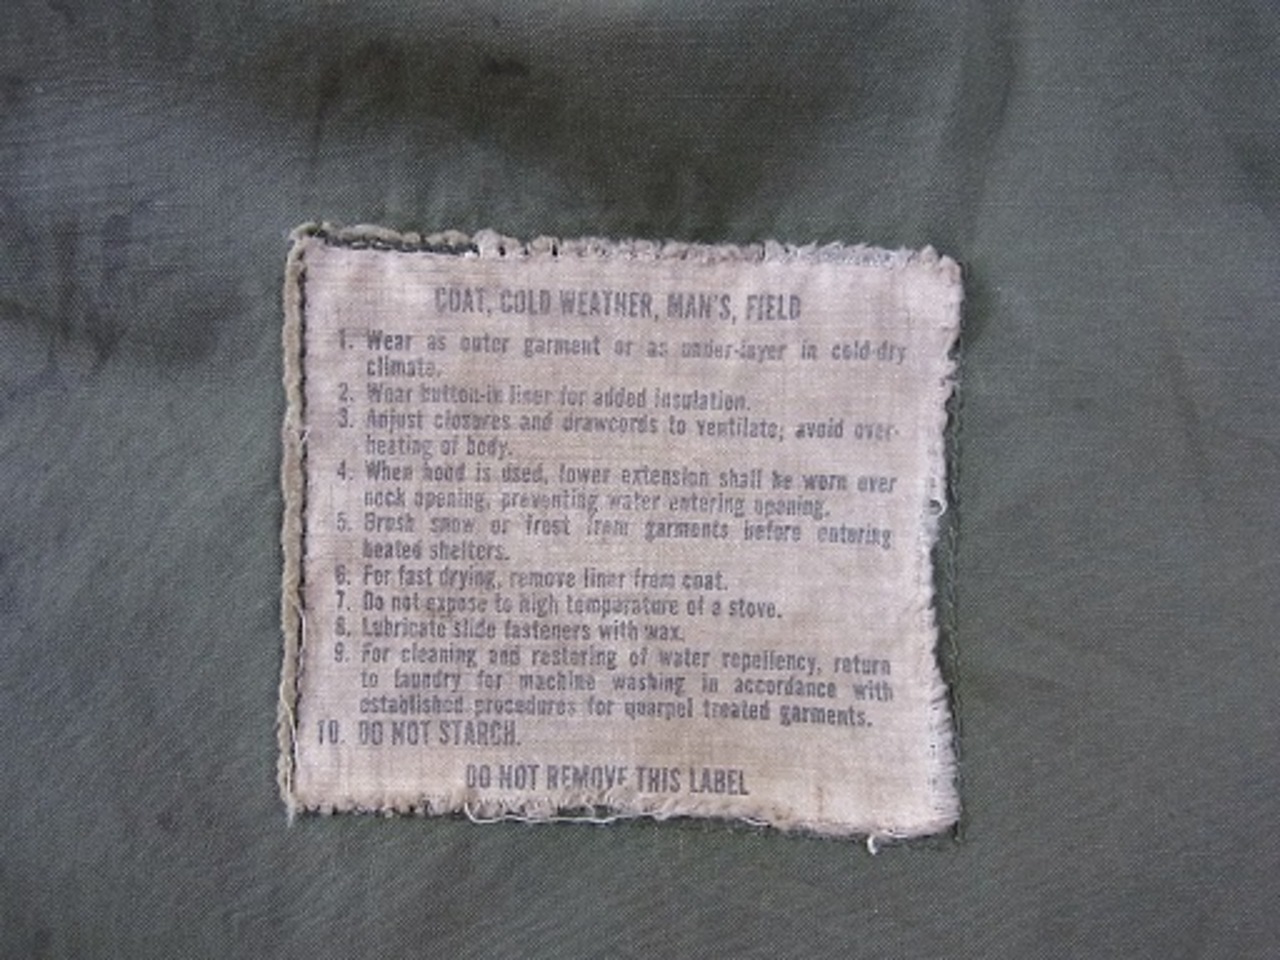 COAT, COLD WEATHER, MAN'S, FIELD
1. Wear as outer garment or as under-layer in cold-dry
climate.
2. Wear button-in liner for added insulation.
3. Adjust closures and drawcords to ventilate; avoid over-
heating of body.
4. When hood is used, lower extension shall be worn over
neck opening, preventing water entering opening.
5. Brush snow or frost from garments before entering
heated shelters.
6. For fast drying, remove liner from coat.
7. Do not expose to high temparature of a stove.
8. Lubricate slide fasteners with wax.
9. For cleaning and restoring of water repellency, return
to laundry for machine washing in accordance with
established procedures for quarpel treated garments.
10. DO NOT STARCH.
DO NOT REMOVE THIS LABEL